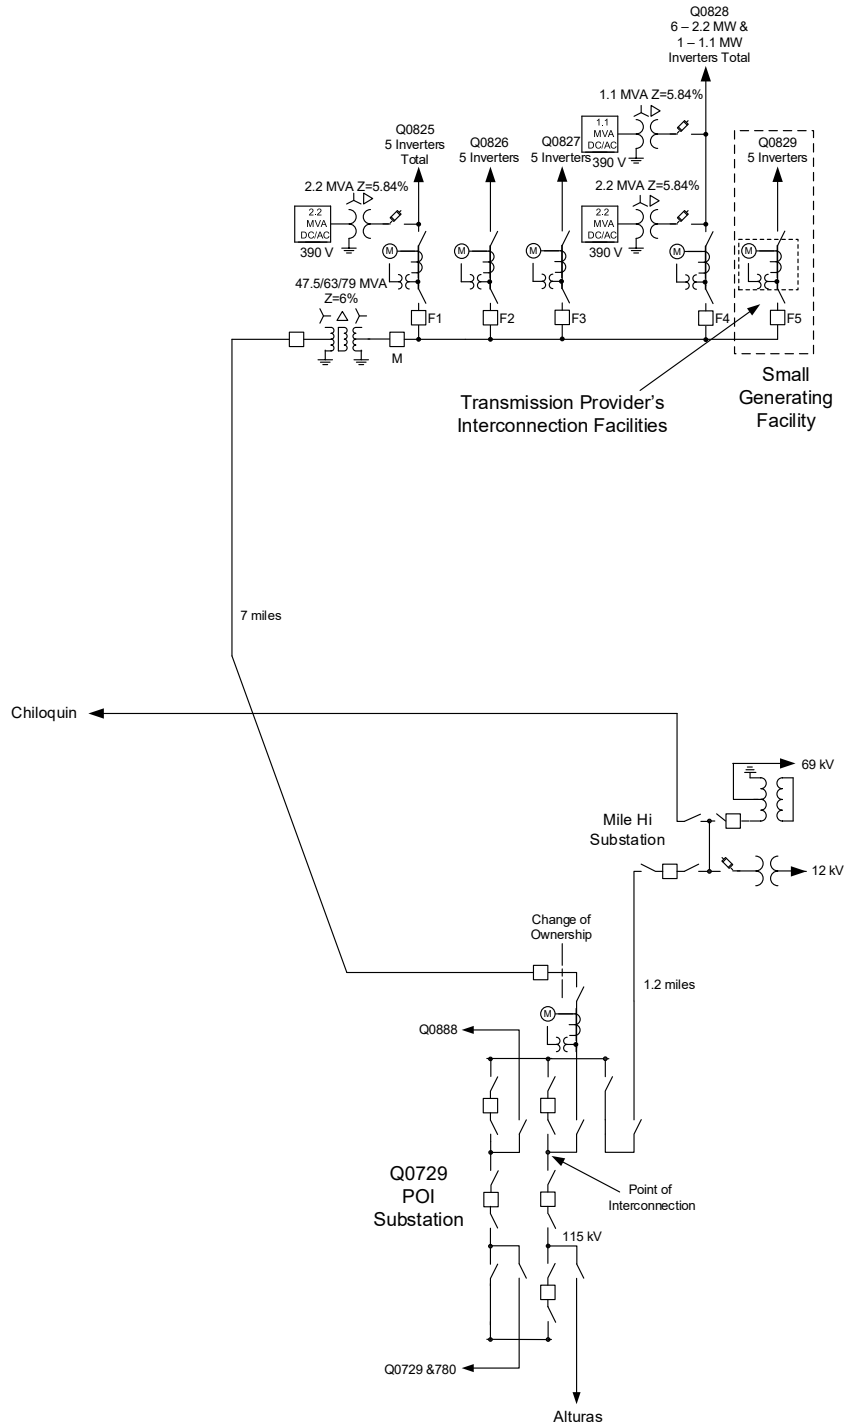 Q0828
6 – 2.2 MW &
1 – 1.1 MW
Inverters Total
1.1 MVA Z=5.84%
1.1
MVA
DC/AC
390 V
Q0825
5 Inverters
Total
Q0826
5 Inverters
Q0827
5 Inverters
Q0829
5 Inverters
2.2 MVA Z=5.84%
2.2
MVA
DC/AC
390 V
2.2 MVA Z=5.84%
2.2
MVA
DC/AC
390 V
M
M
M
M
M
47.5/63/79 MVA
Z=6%
F1
F2
F3
F4
F5
M
Transmission Provider’s
Interconnection Facilities
Small
Generating
Facility
7 miles
Chiloquin
69 kV
Mile Hi
Substation
12 kV
Change of
Ownership
1.2 miles
M
Q0888
Q0729
POI
Substation
Point of
Interconnection
115 kV
Q0729 &780
Alturas